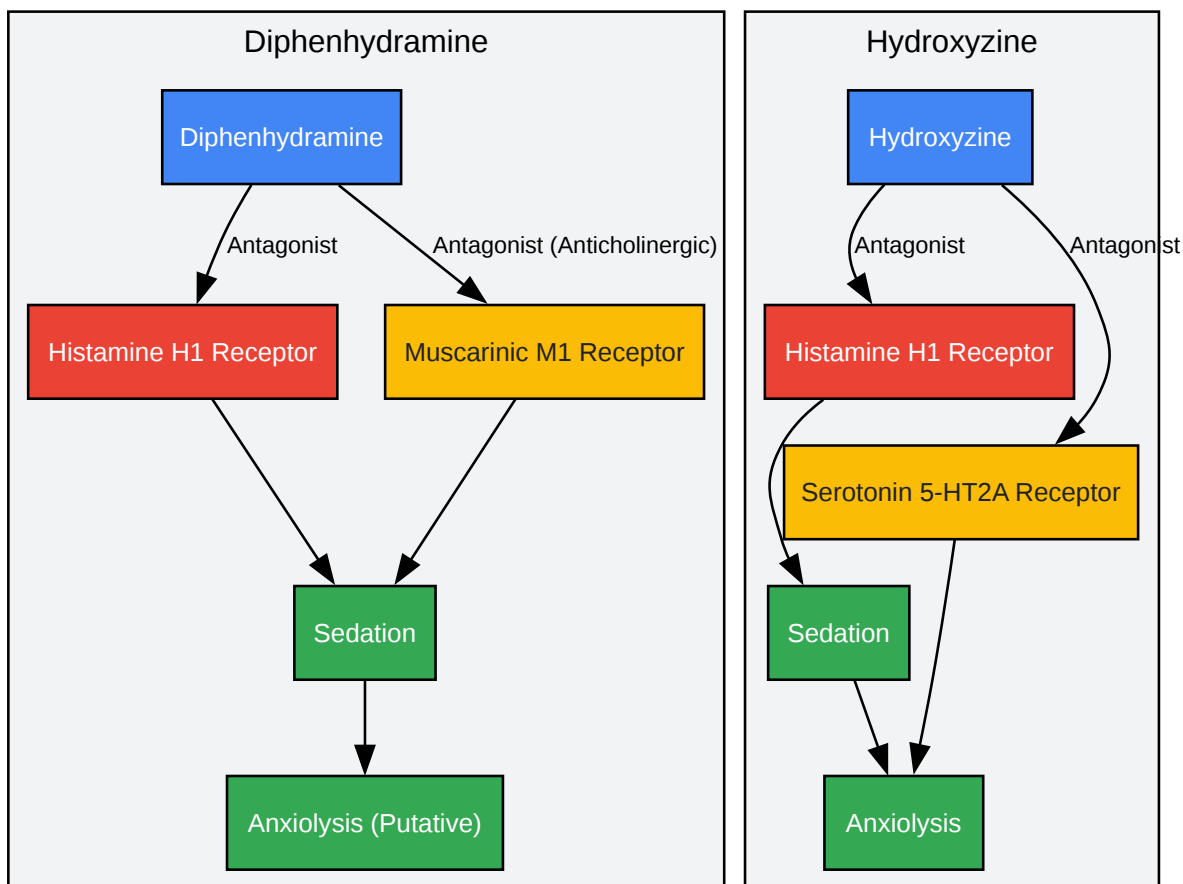 Diphenhydramine
Diphenhydramine
Antagonist
Antagonist (Anticholinergic)
Histamine H1 Receptor
Muscarinic M1 Receptor
Sedation
Anxiolysis (Putative)
Hydroxyzine
Hydroxyzine
Antagonist
Antagonist
Histamine H1 Receptor
Serotonin 5-HT2A Receptor
Sedation
Anxiolysis